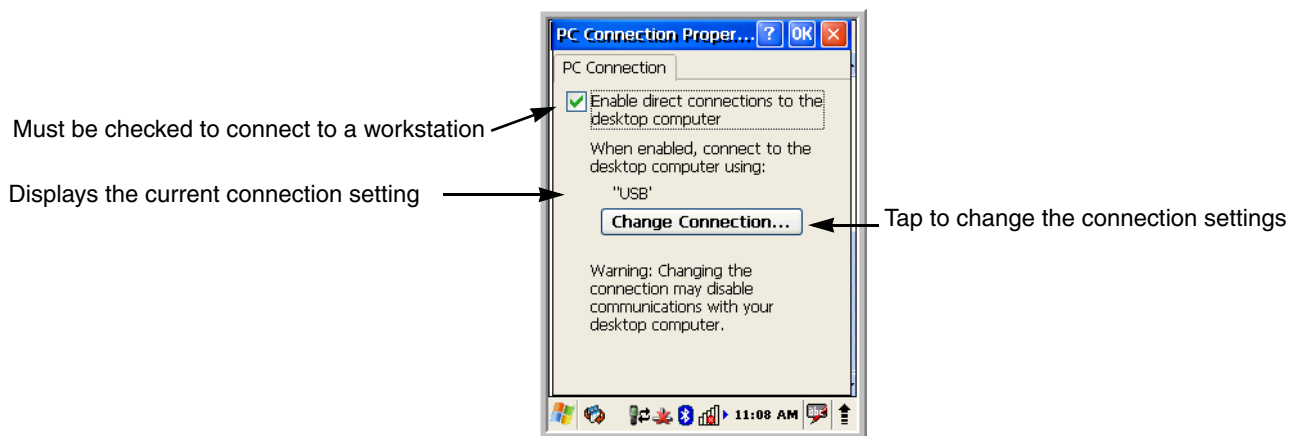 PC Connection Proper... ? OK
PC Connection
Enable direct connections to the
desktop computer
Must be checked to connect to a workstation
When enabled, connect to the
desktop computer using:
Displays the current connection setting
"USB'
Change Connection...
Tap to change the connection settings
Warning: Changing the
connection may disable
communications with your
desktop computer.
11:08 AM